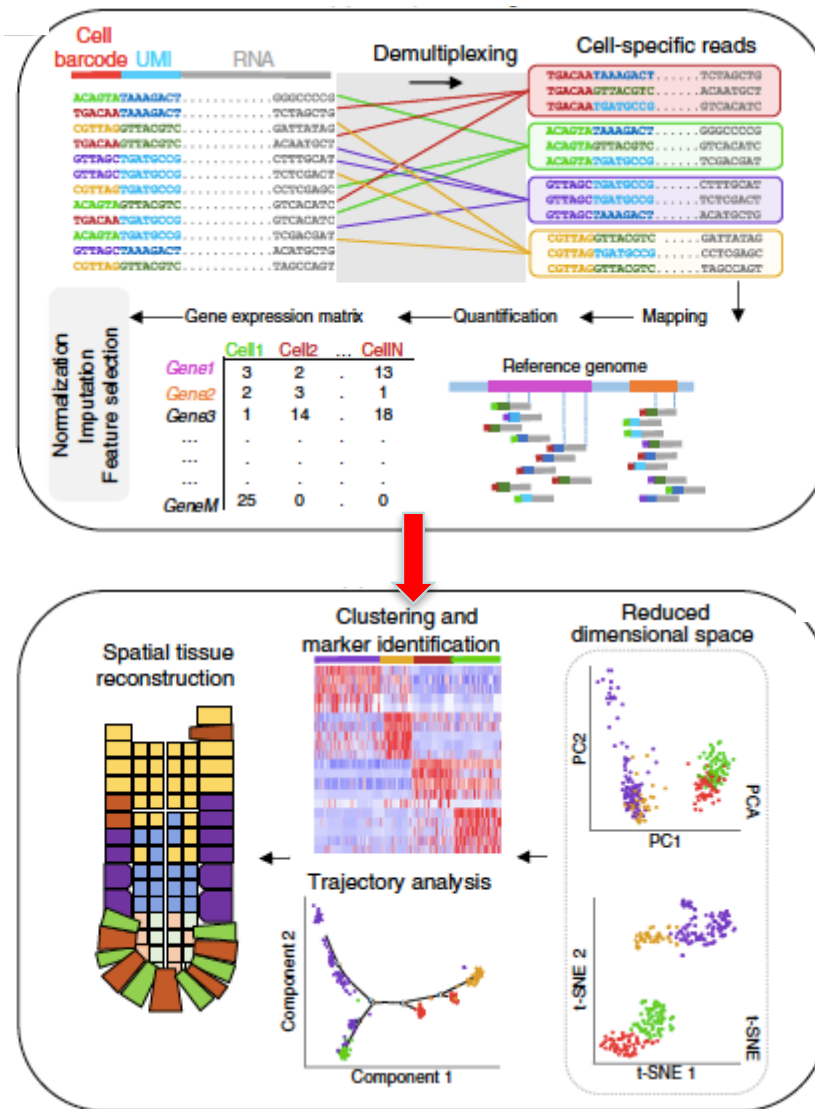 Cell barcode UMI RNA
Demultiplexing
Cell-specific reads
ACAGTATAAAGACT...............GGGCCCCG
TGACAATAAAGACT...............TCTAGCTG
CGTTAGGTTACGTC...............GATTATAG
TGACAAGTTACGTC...............ACAATGCT
GTTAGCTGATGCCG...............CTTTGCAT
GTTAGCTGATGCCG...............TCTCGACT
CGTTAGTGATGCCG...............CCTCGAGC
ACAGTAGTTACGTC...............GTCACATC
TGACAATGATGCCG...............GTCACATC
ACAGTATGATGCCG...............TCGACGAT
GTTAGCTAAAGACT...............ACATGCTG
CGTTAGGTTACGTC...............TAGCCAGT
TGACAATAAAGACT......TCTAGCTG
TGACAAGTTACGTC......ACAATGCT
TGACAATGATGCCG......GTCACATC
ACAGTATAAAGACT......GGGCCCCG
ACAGTAGTTACGTC......GTCACATC
ACAGTATGATGCCG......TCGACGAT
GTTAGCTGATGCCG......CTTTGCAT
GTTAGCTGATGCCG......TCTCGACT
GTTAGCTAAAGACT......ACATGCTG
CGTTAGGTTACGTC......GATTATAG
CGTTAGTGATGCCG......CCTCGAGC
CGTTAGGTTACGTC......TAGCCAGT
Mapping
Quantification
Gene expression matrix
Normalization
Imputation
Feature selection
Cell1 Cell2 ... CellN
Gene1 3 2 . 13
Gene2 2 3 . 1
Gene3 1 14 . 18
... . . . .
... . . . .
... . . . .
GeneM 25 0 . 0
Reference genome
Reduced
dimensional space
PC2
PC1
PCA
t-SNE 2
t-SNE 1
t-SNE
Clustering and
marker identification
Trajectory analysis
Component 2
Component 1
Spatial tissue
reconstruction